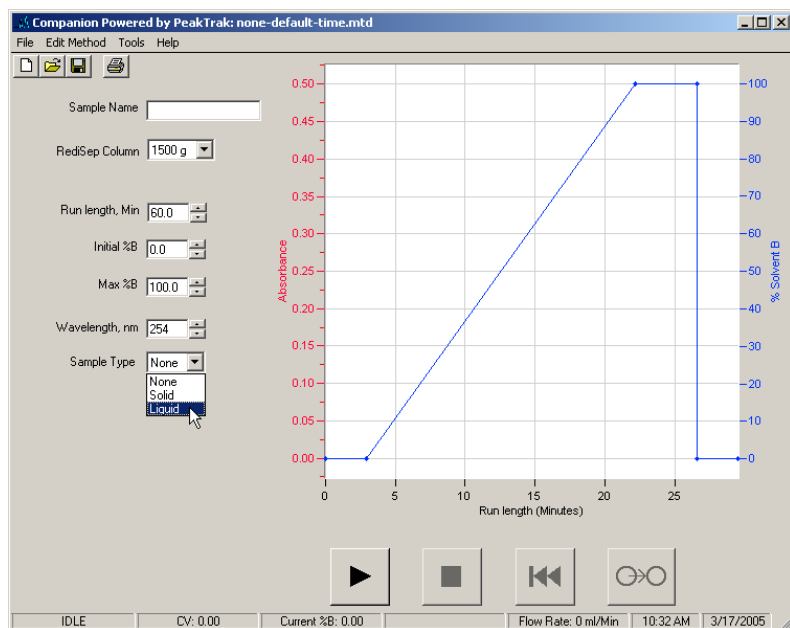 Companion Powered by PeakTrak: none-default-time.mtd
File Edit Method Tools Help
Sample Name
RediSep Column 1500 g
Run length, Min 60.0
Initial %B 0.0
Max %B 100.0
Wavelength, nm 254
Sample Type None
None
Solid
Liquid
Absorbance
0.50
0.45
0.40
0.35
0.30
0.25
0.20
0.15
0.10
0.05
0.00
100
90
80
70
60
50
40
30
20
10
0
% Solvent B
0 5 10 15 20 25
Run length (Minutes)
IDLE CV: 0.00 Current %B: 0.00 Flow Rate: 0 ml/Min 10:32 AM 3/17/2005